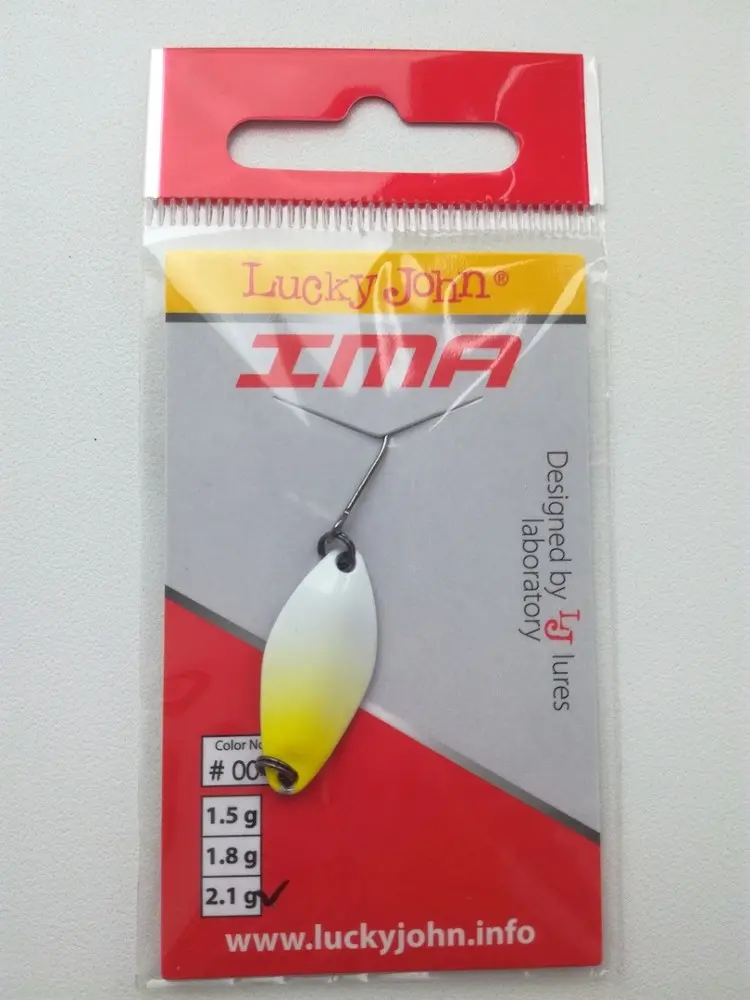 Lucky John®
IMA
Designed by LJ lures
laboratory
Color No
# 00
1.5 g
1.8 g
2.1 g ✓
www.luckyjohn.info